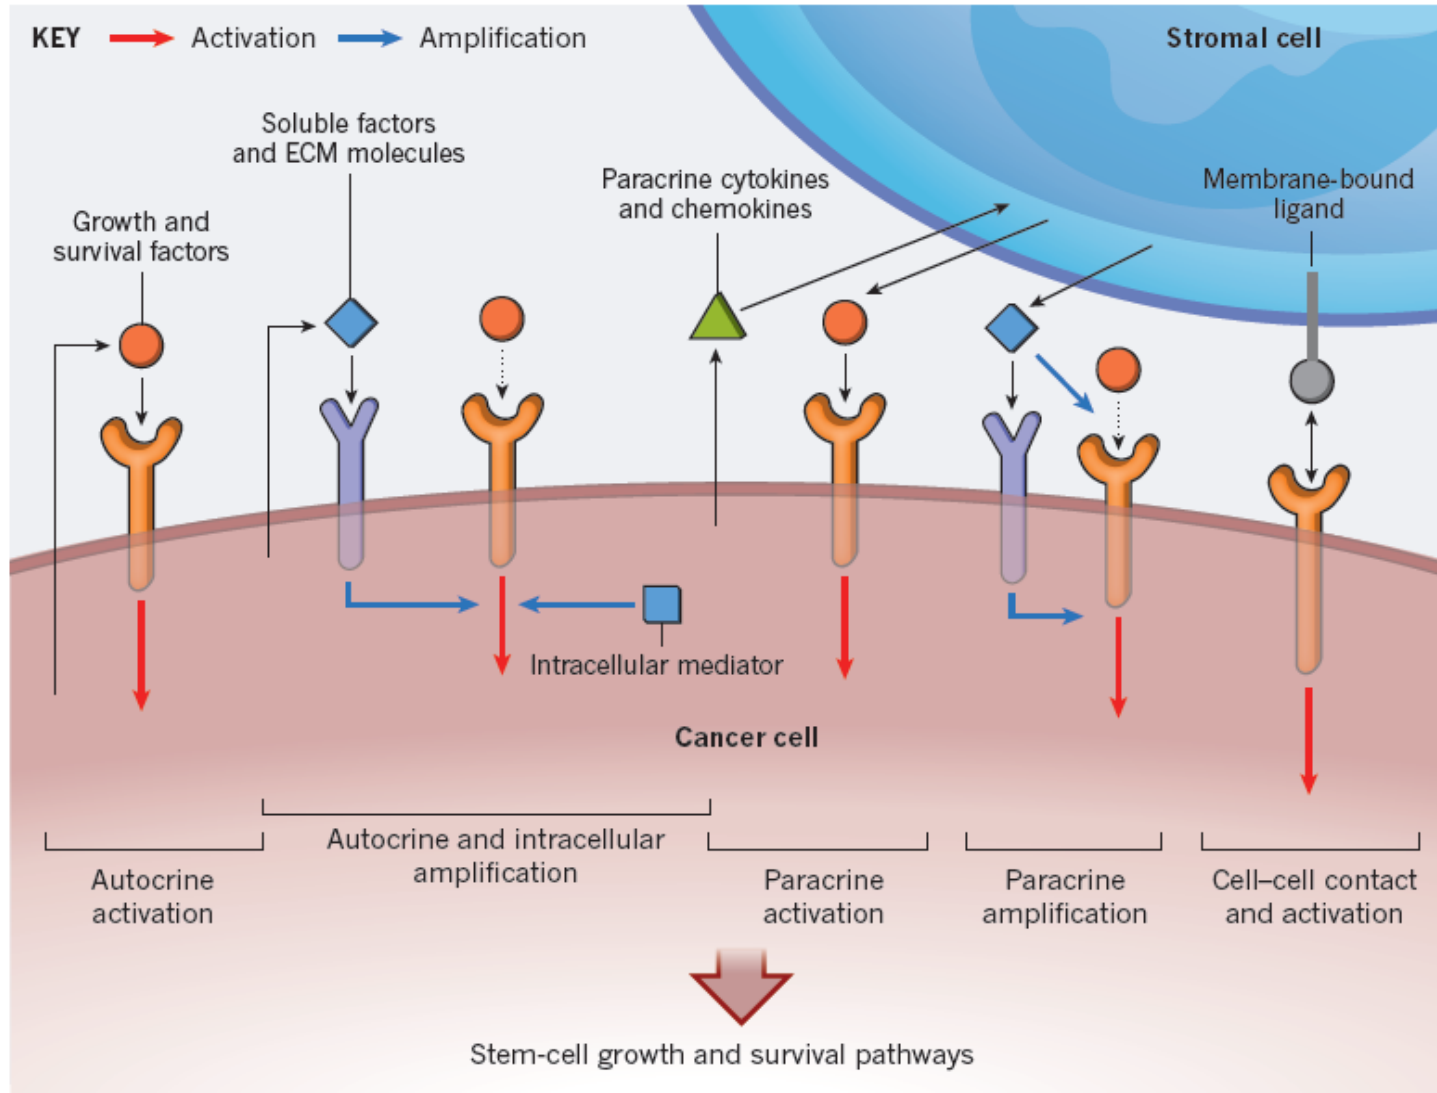 KEY Activation Amplification
Stromal cell
Soluble factors
and ECM molecules
Growth and
survival factors
Paracrine cytokines
and chemokines
Membrane-bound
ligand
Intracellular mediator
Cancer cell
Autocrine
activation
Autocrine and intracellular
amplification
Paracrine
activation
Paracrine
amplification
Cell–cell contact
and activation
Stem-cell growth and survival pathways